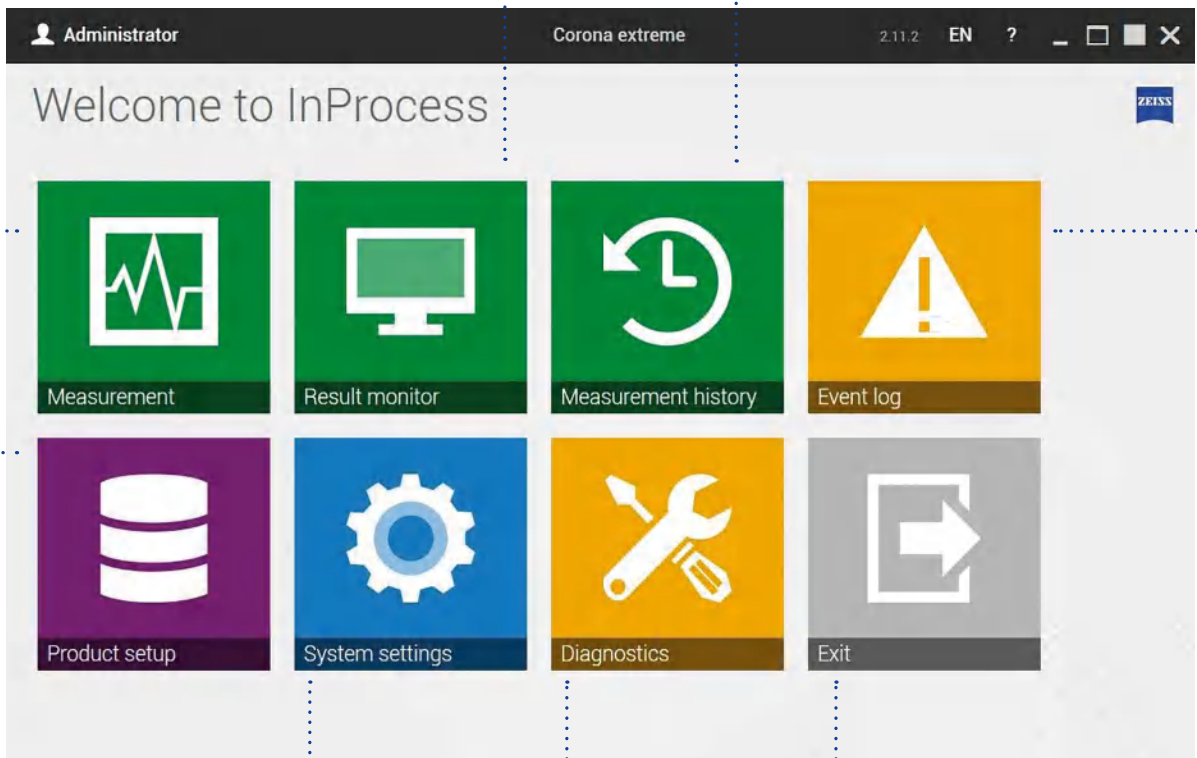 Administrator
Corona extreme
2.11.2 EN ?
Welcome to InProcess
ZEISS
Measurement
Result monitor
Measurement history
Event log
Product setup
System settings
Diagnostics
Exit